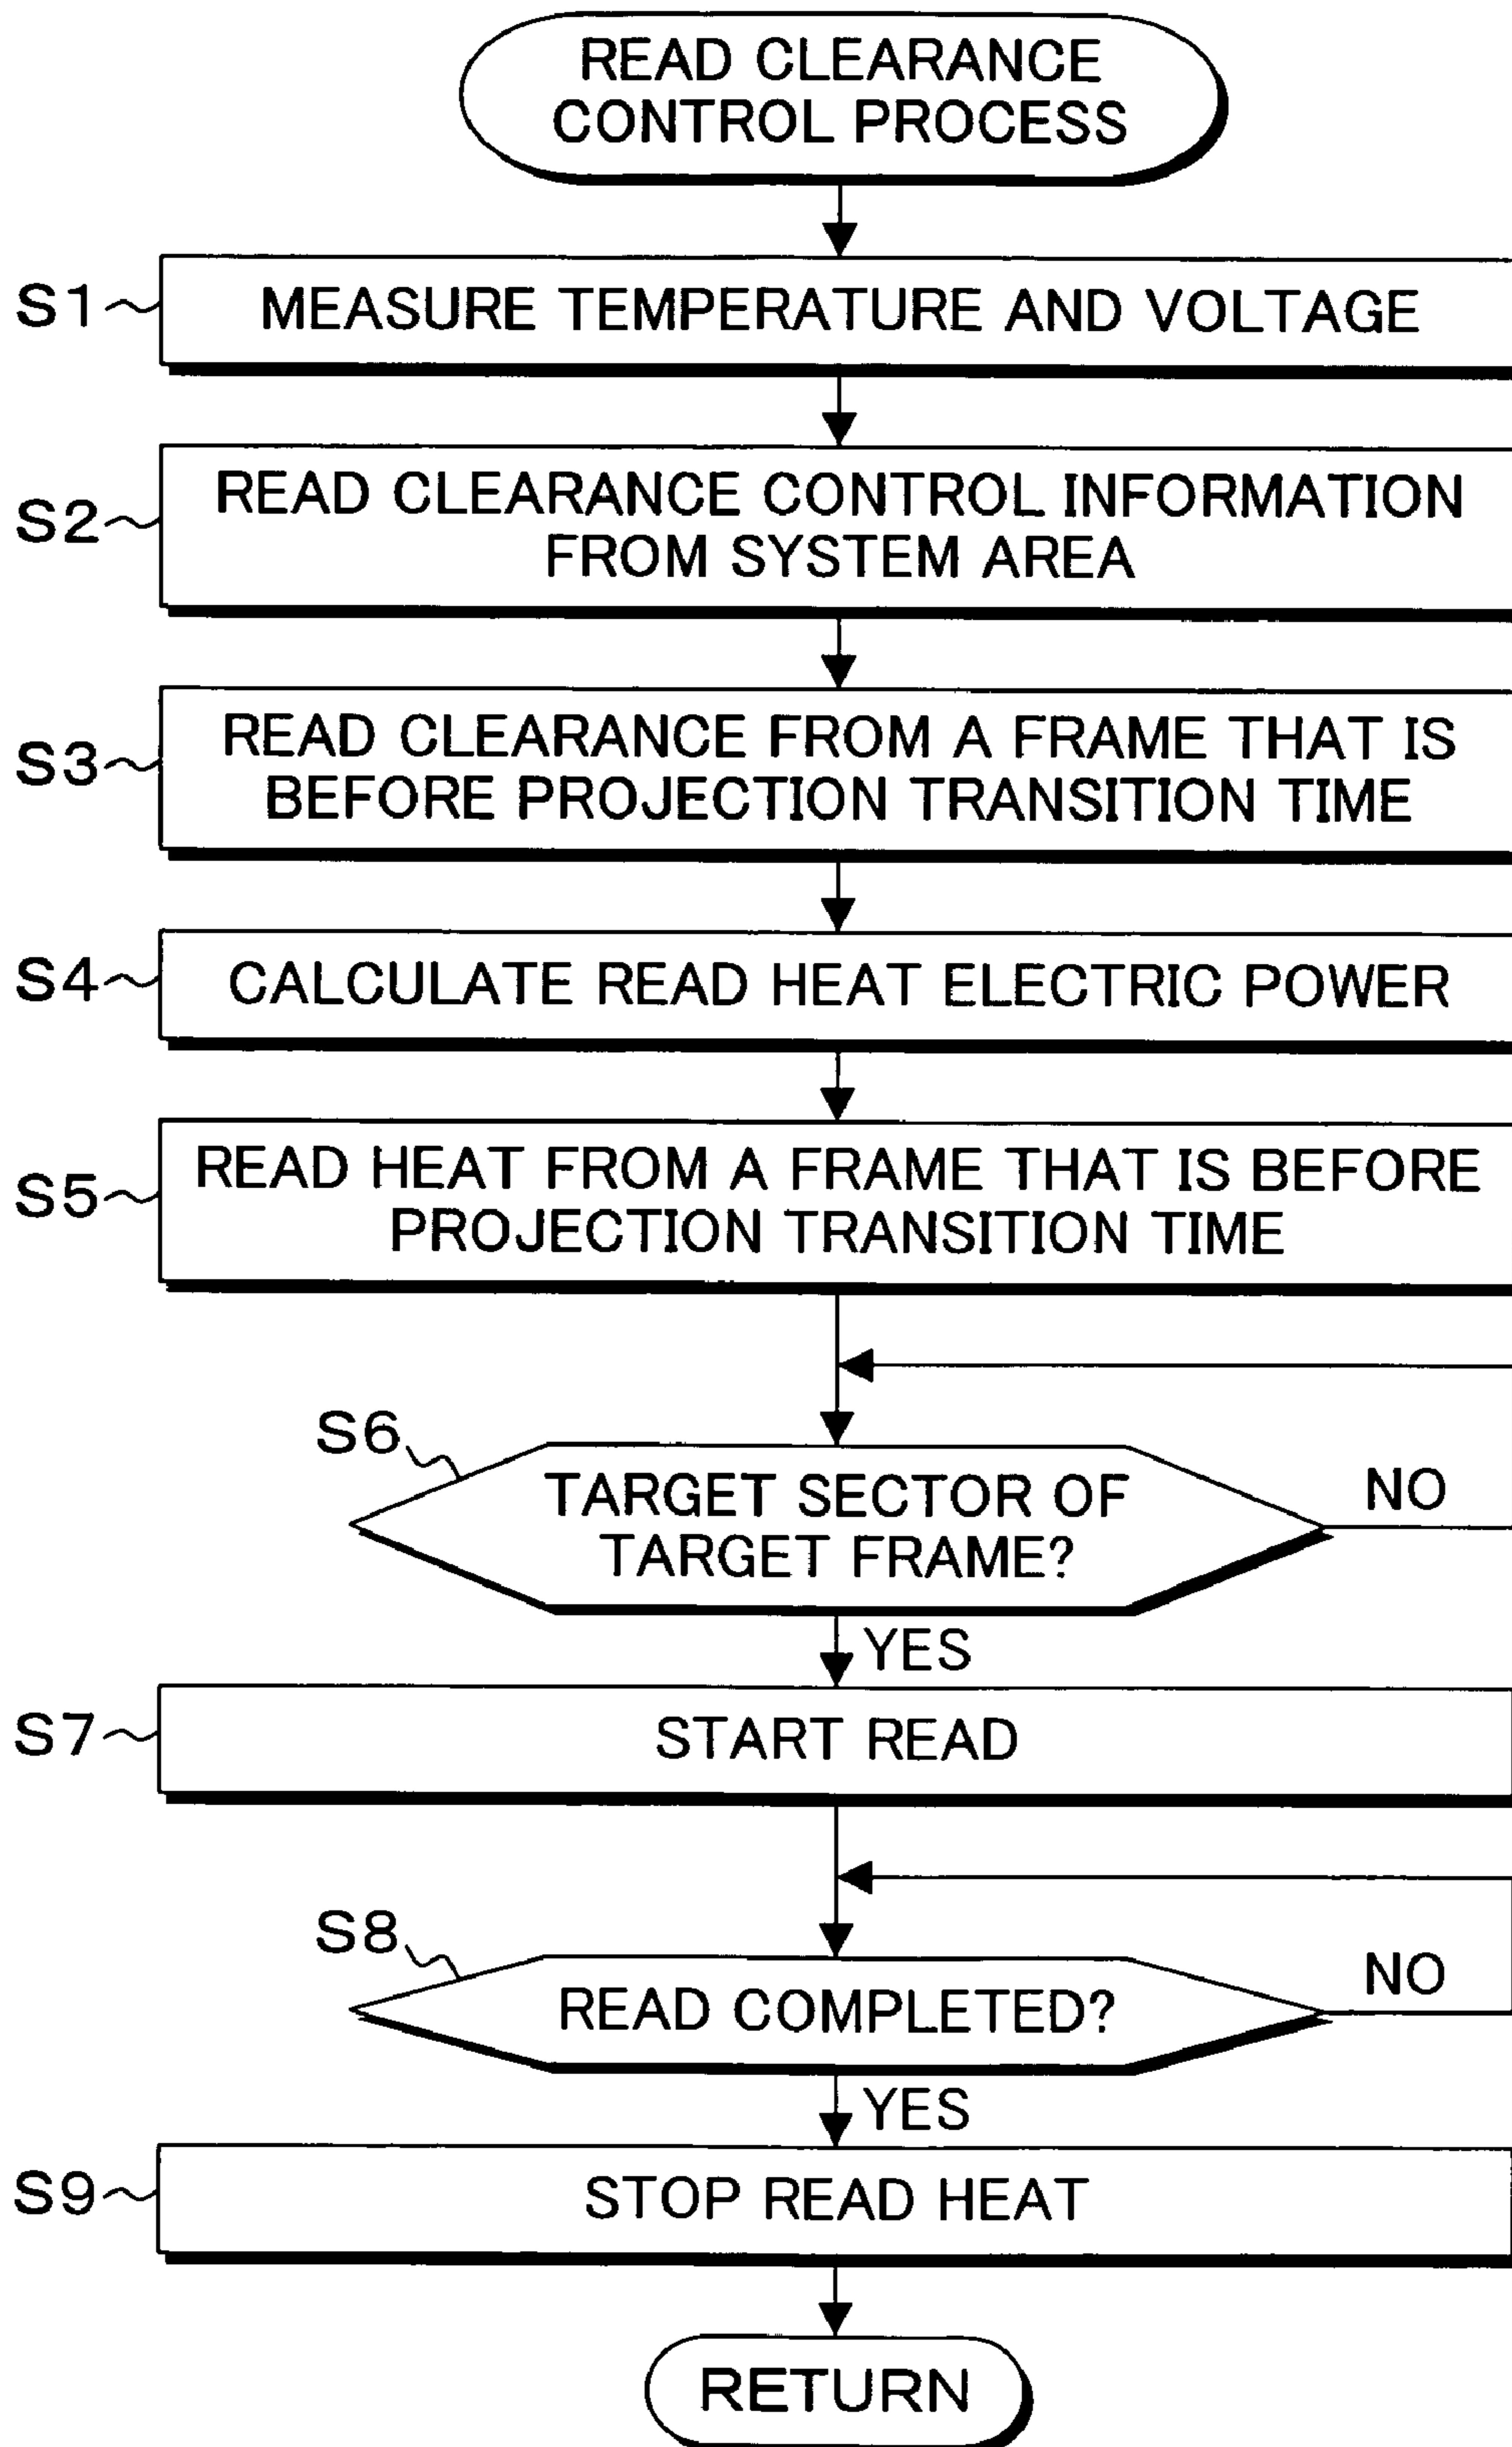 READ CLEARANCE
CONTROL PROCESS
S1
MEASURE TEMPERATURE AND VOLTAGE
S2
READ CLEARANCE CONTROL INFORMATION
FROM SYSTEM AREA
S3
READ CLEARANCE FROM A FRAME THAT IS
BEFORE PROJECTION TRANSITION TIME
S4
CALCULATE READ HEAT ELECTRIC POWER
S5
READ HEAT FROM A FRAME THAT IS BEFORE
PROJECTION TRANSITION TIME
S6
TARGET SECTOR OF
TARGET FRAME?
NO
YES
S7
START READ
S8
READ COMPLETED?
NO
YES
S9
STOP READ HEAT
RETURN